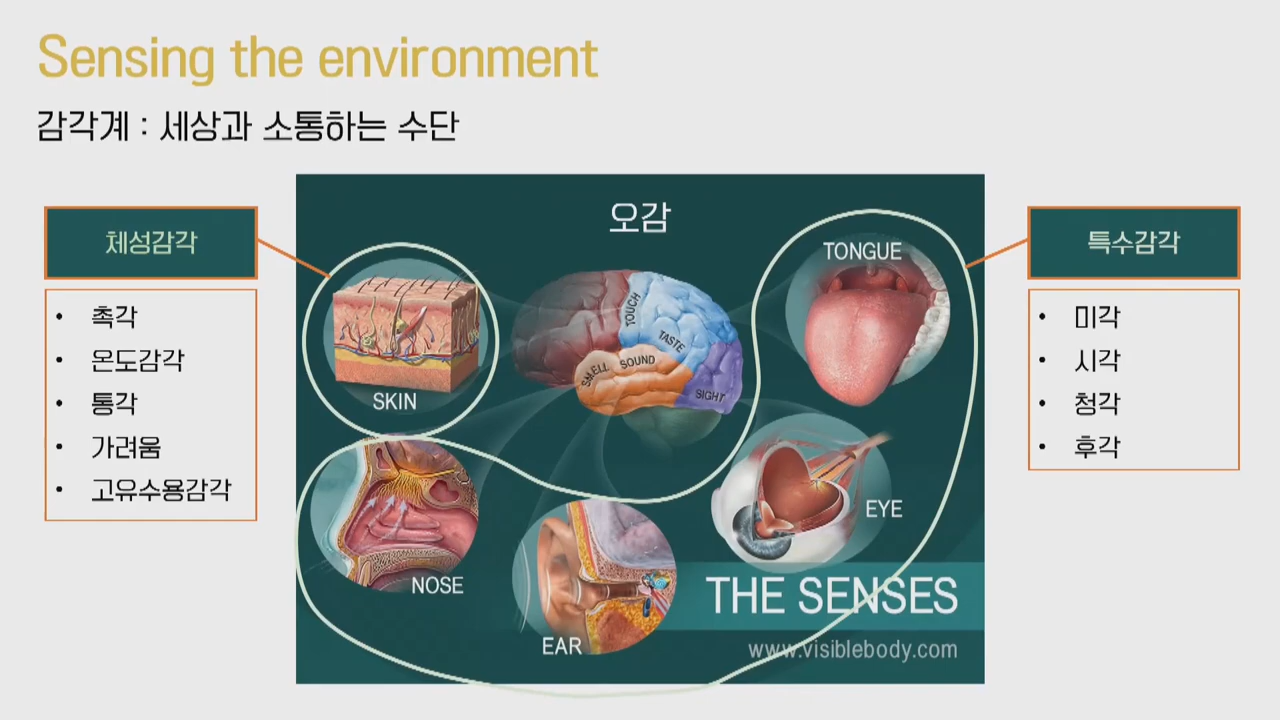 Sensing the environment
감각계 : 세상과 소통하는 수단
체성감각
• 촉각
• 온도감각
• 통각
• 가려움
• 고유수용감각
오감
SKIN
TOUCH
TASTE
SMELL
SOUND
SIGHT
TONGUE
NOSE
EAR
EYE
THE SENSES
www.visiblebody.com
특수감각
• 미각
• 시각
• 청각
• 후각